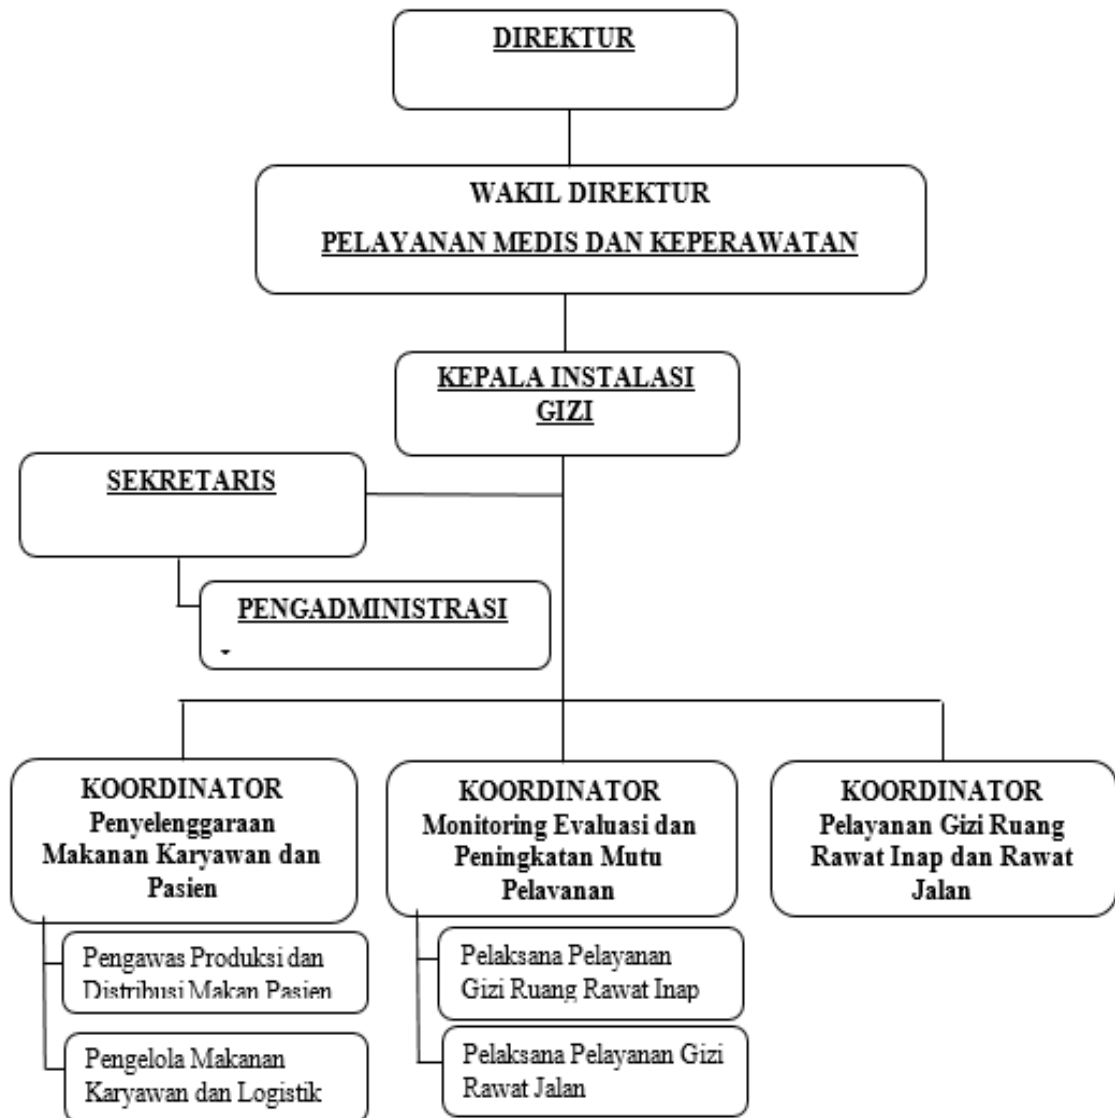 DIREKTUR
WAKIL DIREKTUR
PELAYANAN MEDIS DAN KEPERAWATAN
KEPALA INSTALASI
GIZI
SEKRETARIS
PENGADMINISTRASI
KOORDINATOR
Penyelenggaraan
Makanan Karyawan dan
Pasien
Pengawas Produksi dan
Distribusi Makan Pasien
Pengelola Makanan
Karyawan dan Logistik
KOORDINATOR
Monitoring Evaluasi dan
Peningkatan Mutu
Pelayanan
Pelaksana Pelayanan
Gizi Ruang Rawat Inap
Pelaksana Pelayanan Gizi
Rawat Jalan
KOORDINATOR
Pelayanan Gizi Ruang
Rawat Inap dan Rawat
Jalan